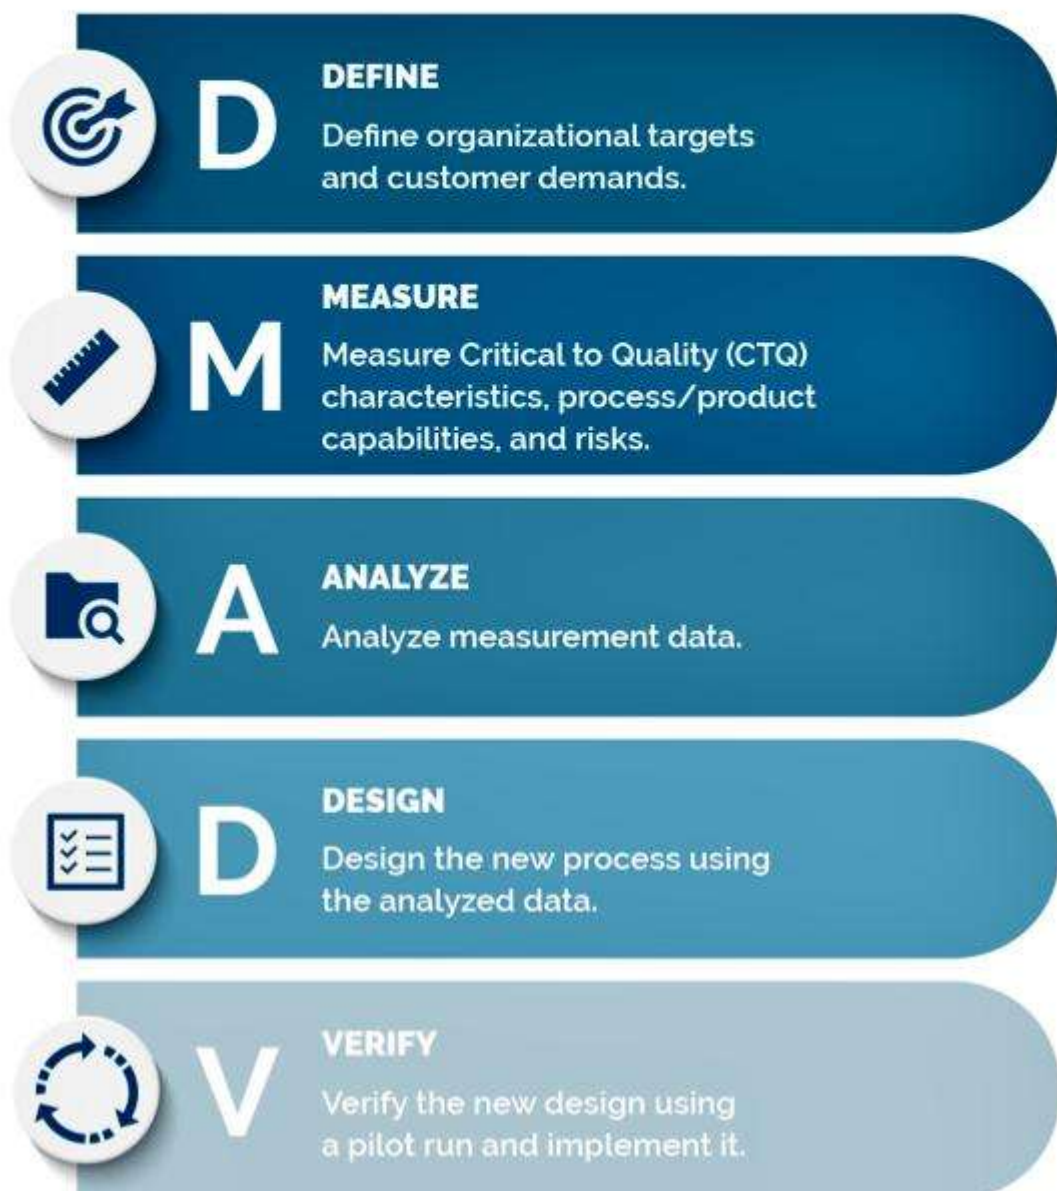 D
DEFINE
Define organizational targets
and customer demands.
M
MEASURE
Measure Critical to Quality (CTQ)
characteristics, process/product
capabilities, and risks.
A
ANALYZE
Analyze measurement data.
D
DESIGN
Design the new process using
the analyzed data.
V
VERIFY
Verify the new design using
a pilot run and implement it.